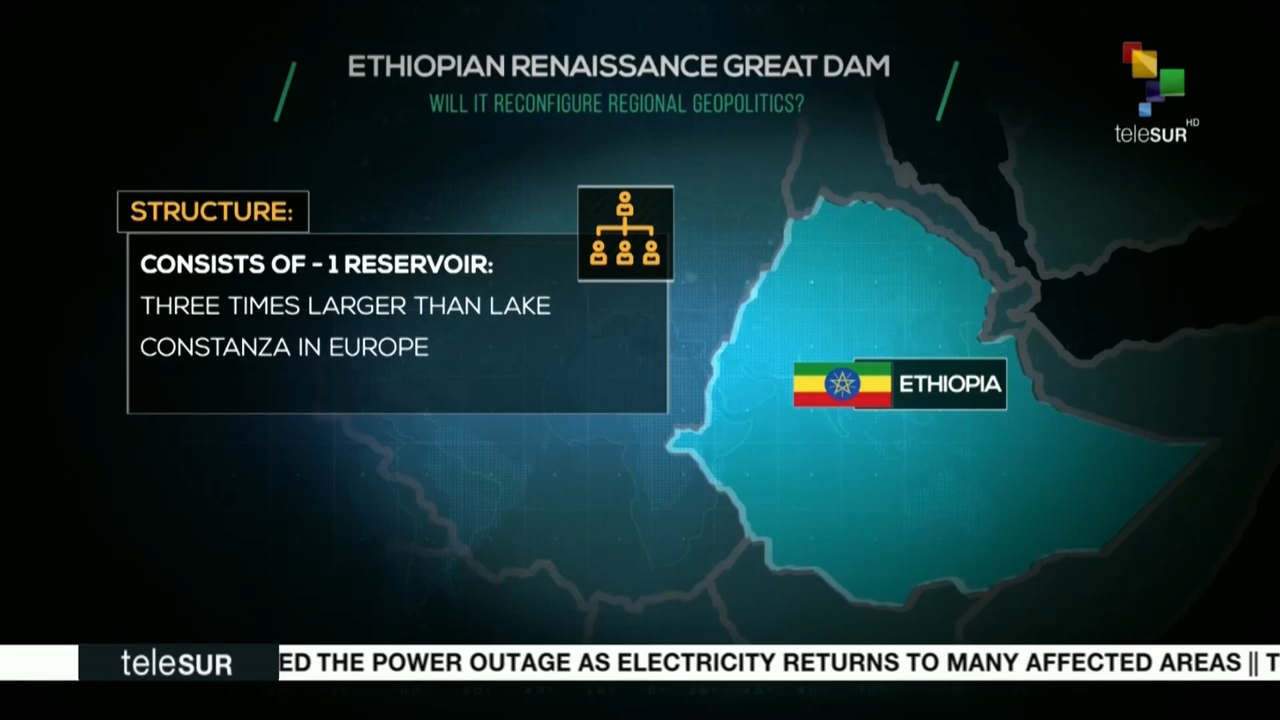 ETHIOPIAN RENAISSANCE GREAT DAM
WILL IT RECONFIGURE REGIONAL GEOPOLITICS?
teleSUR HD
STRUCTURE:
CONSISTS OF - 1 RESERVOIR:
THREE TIMES LARGER THAN LAKE
CONSTANZA IN EUROPE
ETHIOPIA
teleSUR
ED THE POWER OUTAGE AS ELECTRICITY RETURNS TO MANY AFFECTED AREAS || T